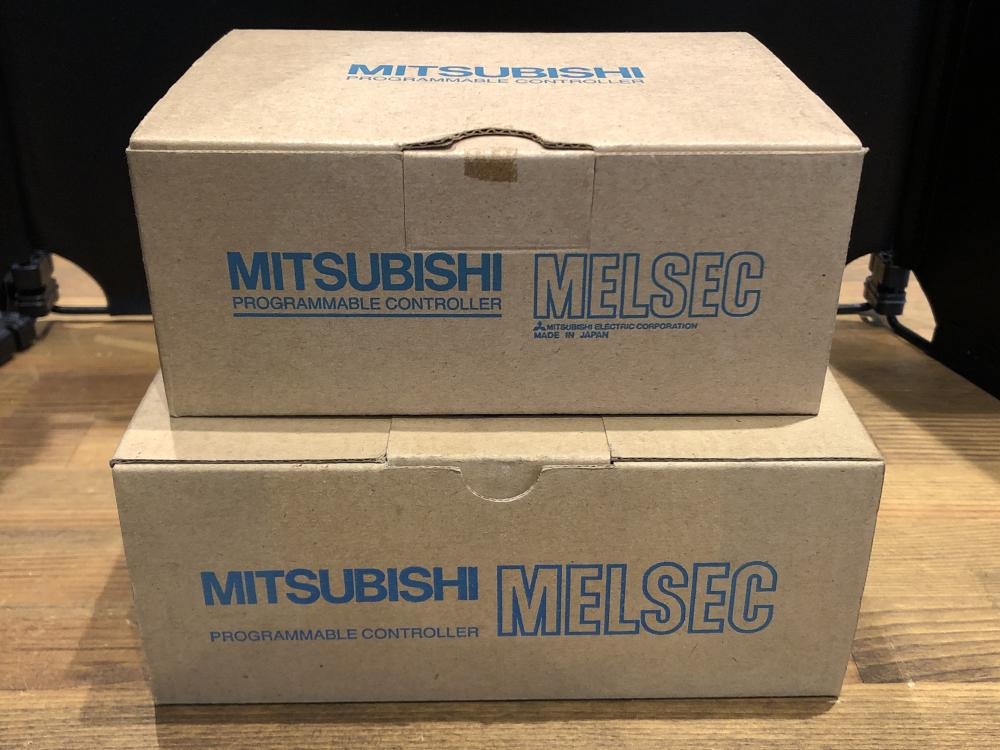 MITSUBISHI
PROGRAMMABLE CONTROLLER
MITSUBISHI
PROGRAMMABLE CONTROLLER
MELSEC
MITSUBISHI ELECTRIC CORPORATION
MADE IN JAPAN
MITSUBISHI
PROGRAMMABLE CONTROLLER
MELSEC